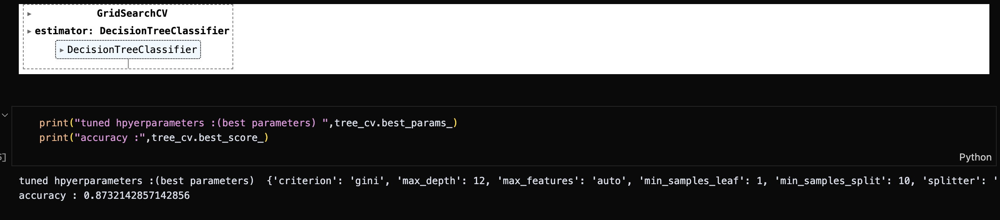 GridSearchCV
estimator: DecisionTreeClassifier
DecisionTreeClassifier
print("tuned hpyerparameters :(best parameters) ",tree_cv.best_params_)
print("accuracy :",tree_cv.best_score_)
]
Python
tuned hpyerparameters :(best parameters)  {'criterion': 'gini', 'max_depth': 12, 'max_features': 'auto', 'min_samples_leaf': 1, 'min_samples_split': 10, 'splitter': '
accuracy : 0.8732142857142856